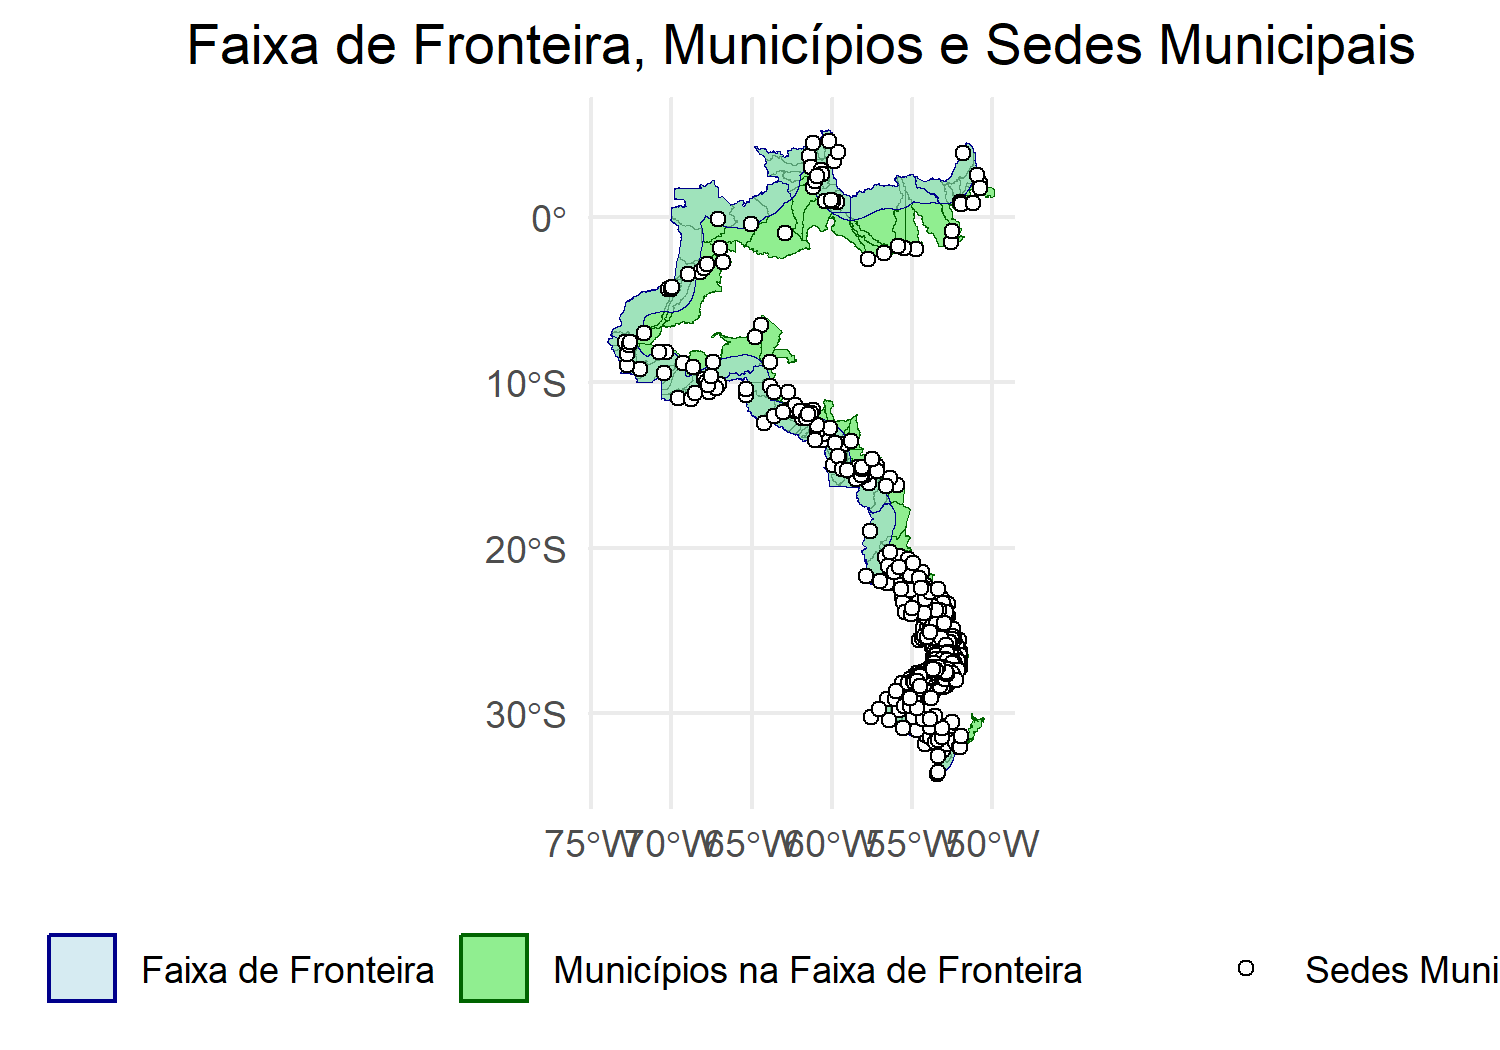 Faixa de Fronteira, Municípios e Sedes Municipais
0°
10°S
20°S
30°S
75°W 70°W 65°W 60°W 55°W 50°W
Faixa de Fronteira Municípios na Faixa de Fronteira Sedes Muni